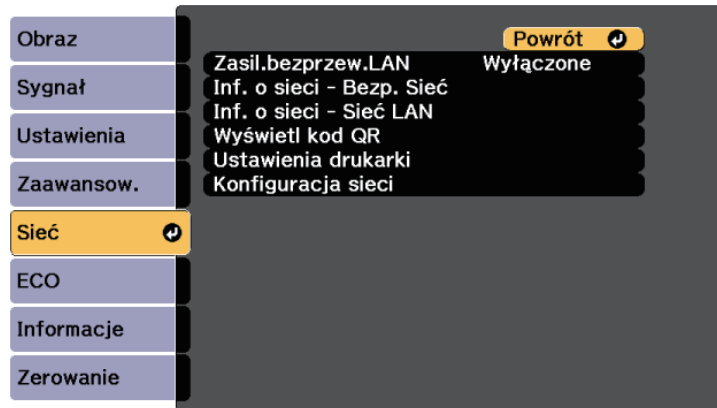 Obraz
Sygnał
Ustawienia
Zaawansow.
Sieć
ECO
Informacje
Zerowanie
Powrót
Zasil.bezprzew.LAN Wyłączone
Inf. o sieci - Bezp. Sieć
Inf. o sieci - Sieć LAN
Wyświetl kod QR
Ustawienia drukarki
Konfiguracja sieci